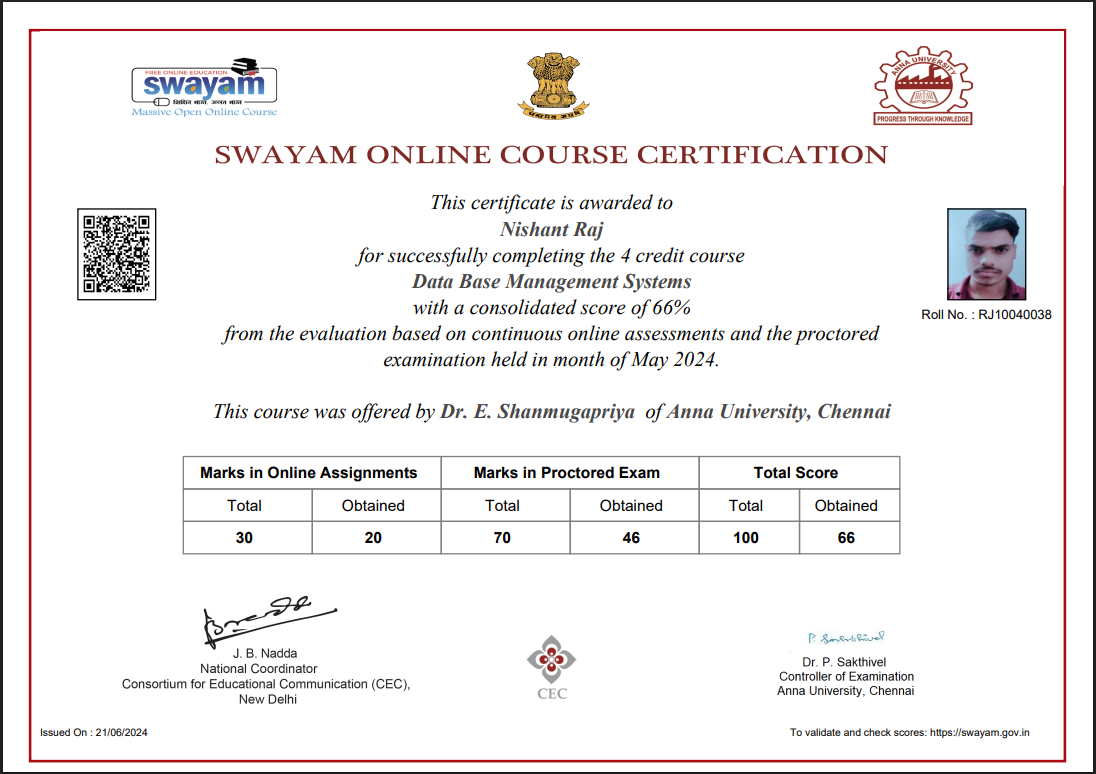 FREE ONLINE EDUCATION
swayam
शिक्षित भारत, उन्नत भारत
Massive Open Online Course
सत्यमेव जयते
ANNA UNIVERSITY
PROGRESS THROUGH KNOWLEDGE
SWAYAM ONLINE COURSE CERTIFICATION
This certificate is awarded to
Nishant Raj
for successfully completing the 4 credit course
Data Base Management Systems
with a consolidated score of 66%
from the evaluation based on continuous online assessments and the proctored
examination held in month of May 2024.
Roll No. : RJ10040038
This course was offered by Dr. E. Shanmugapriya of Anna University, Chennai
Marks in Online Assignments Marks in Proctored Exam Total Score
Total Obtained Total Obtained Total Obtained
30 20 70 46 100 66
J. B. Nadda
National Coordinator
Consortium for Educational Communication (CEC),
New Delhi
CEC
P. Sakthivel
Dr. P. Sakthivel
Controller of Examination
Anna University, Chennai
Issued On : 21/06/2024
To validate and check scores: https://swayam.gov.in